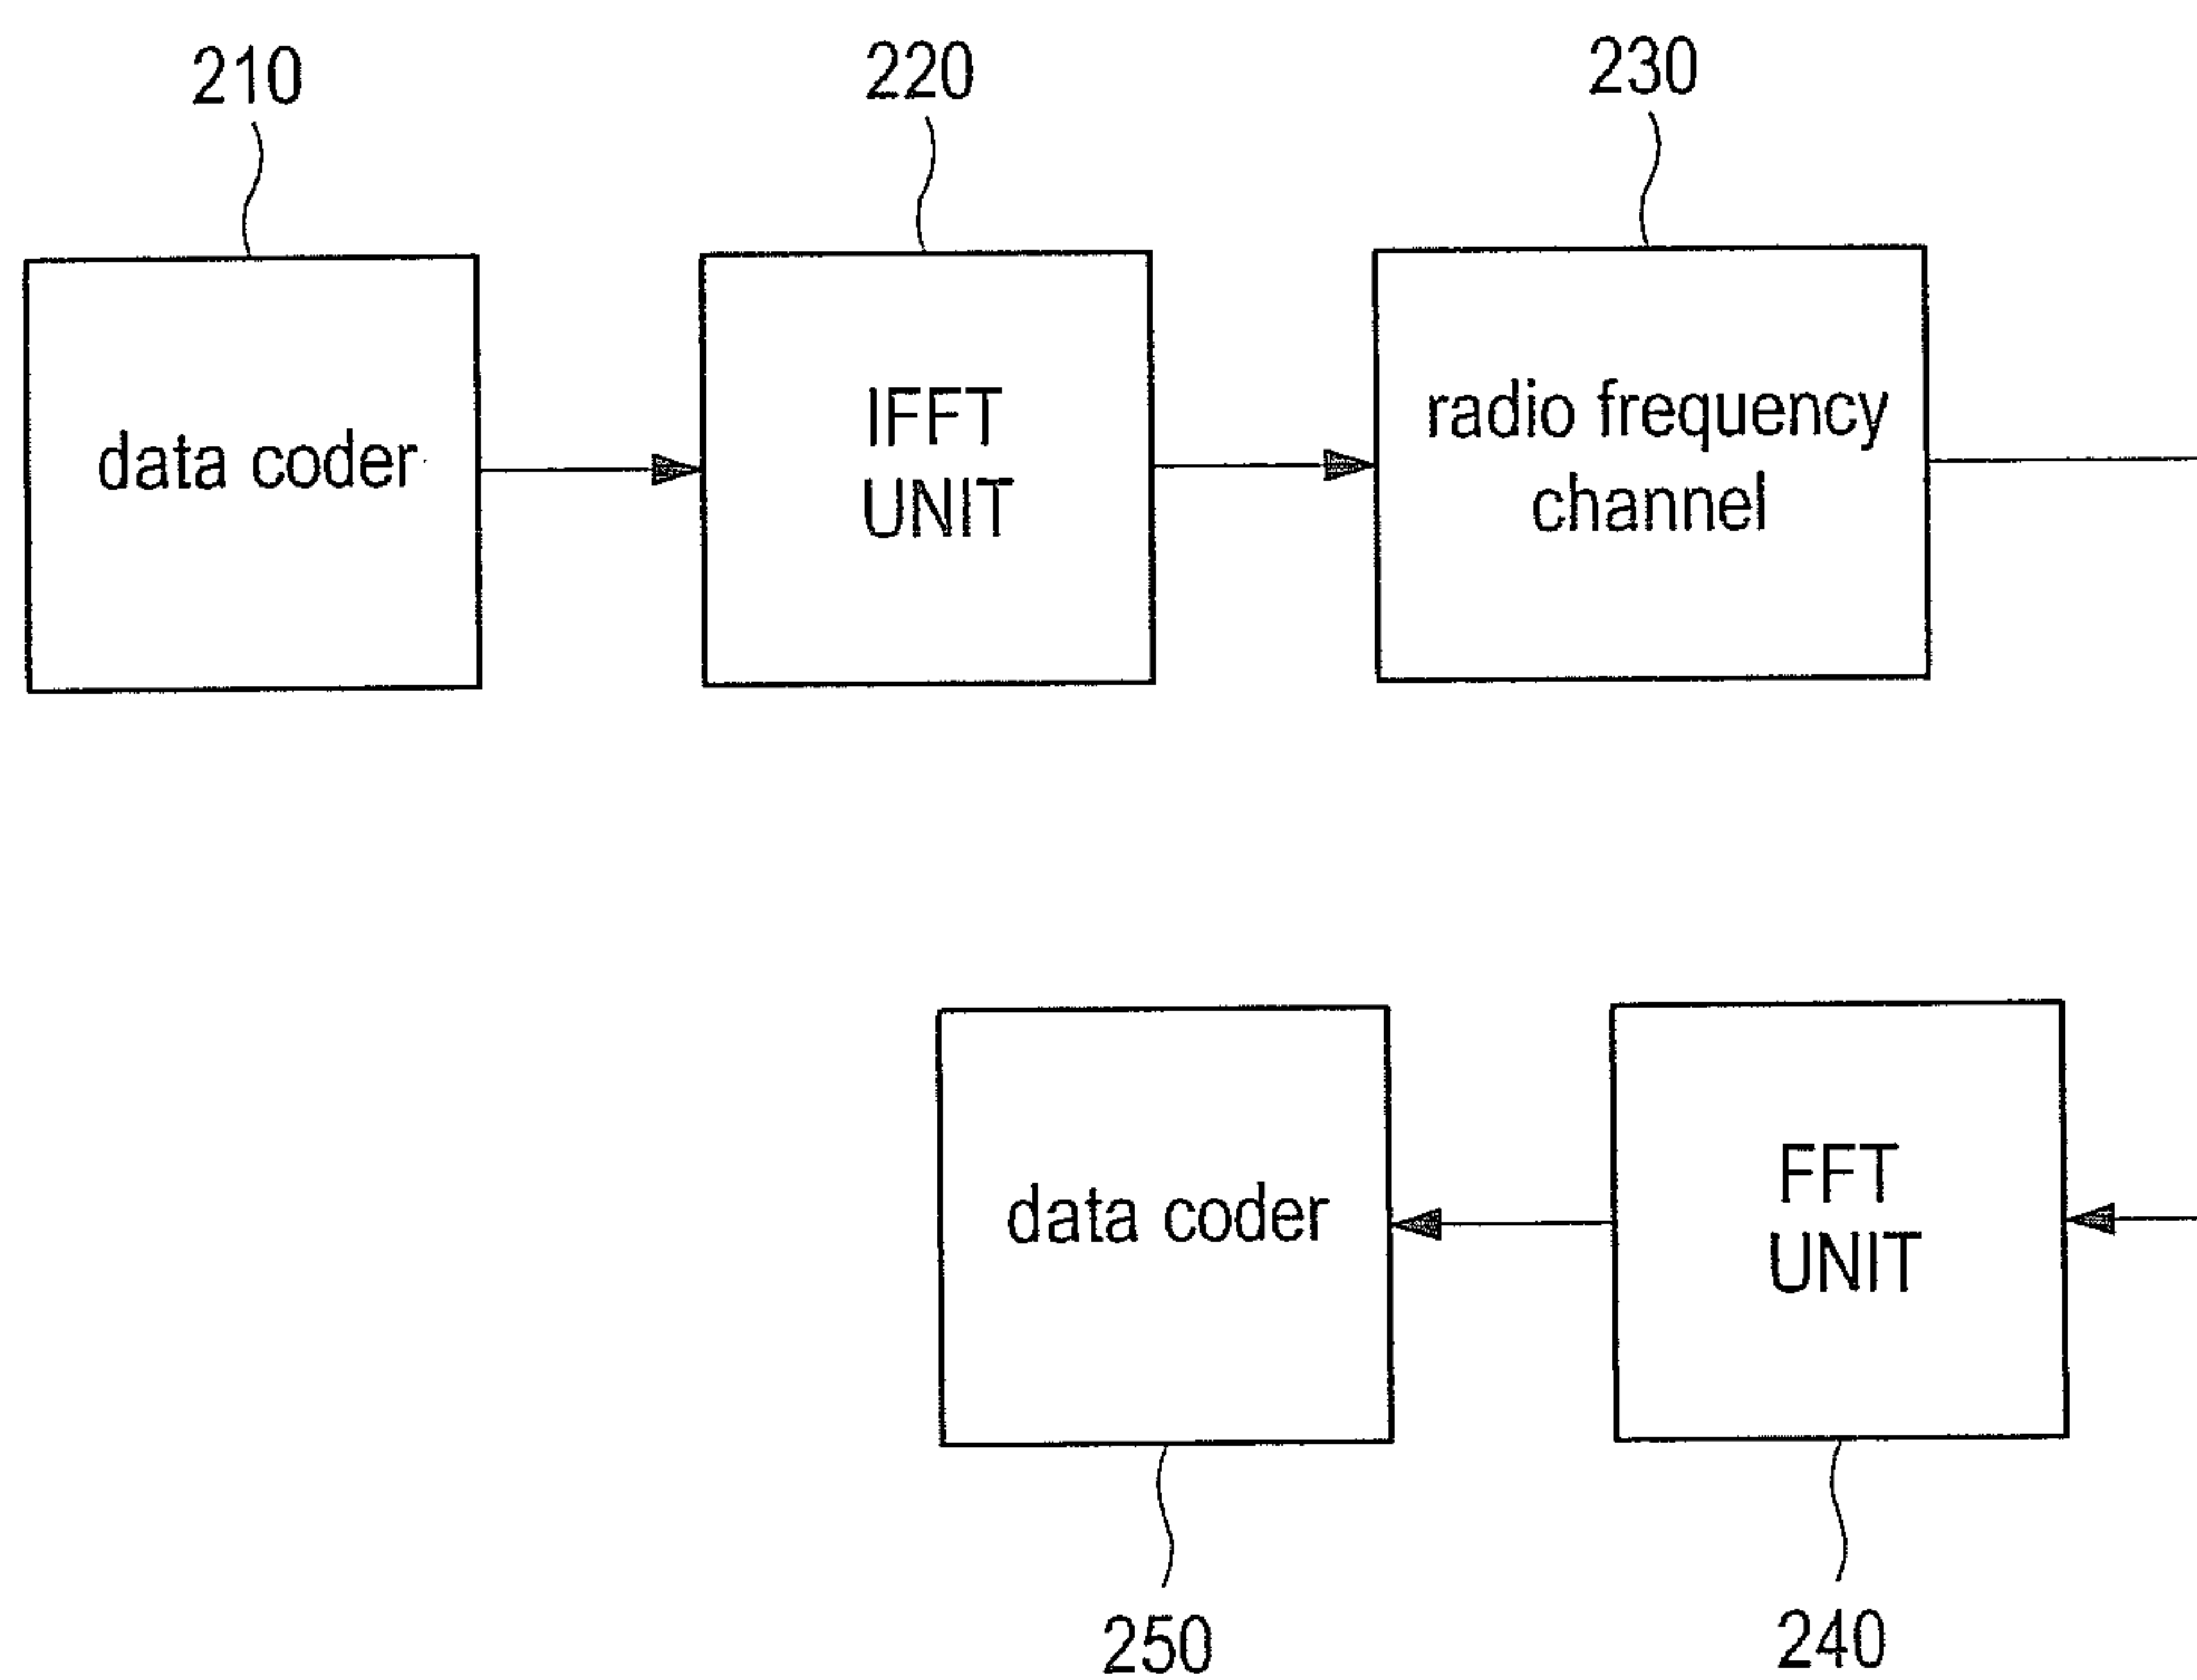 210
220
230
data coder
IFFT
UNIT
radio frequency
channel
data coder
FFT
UNIT
250
240